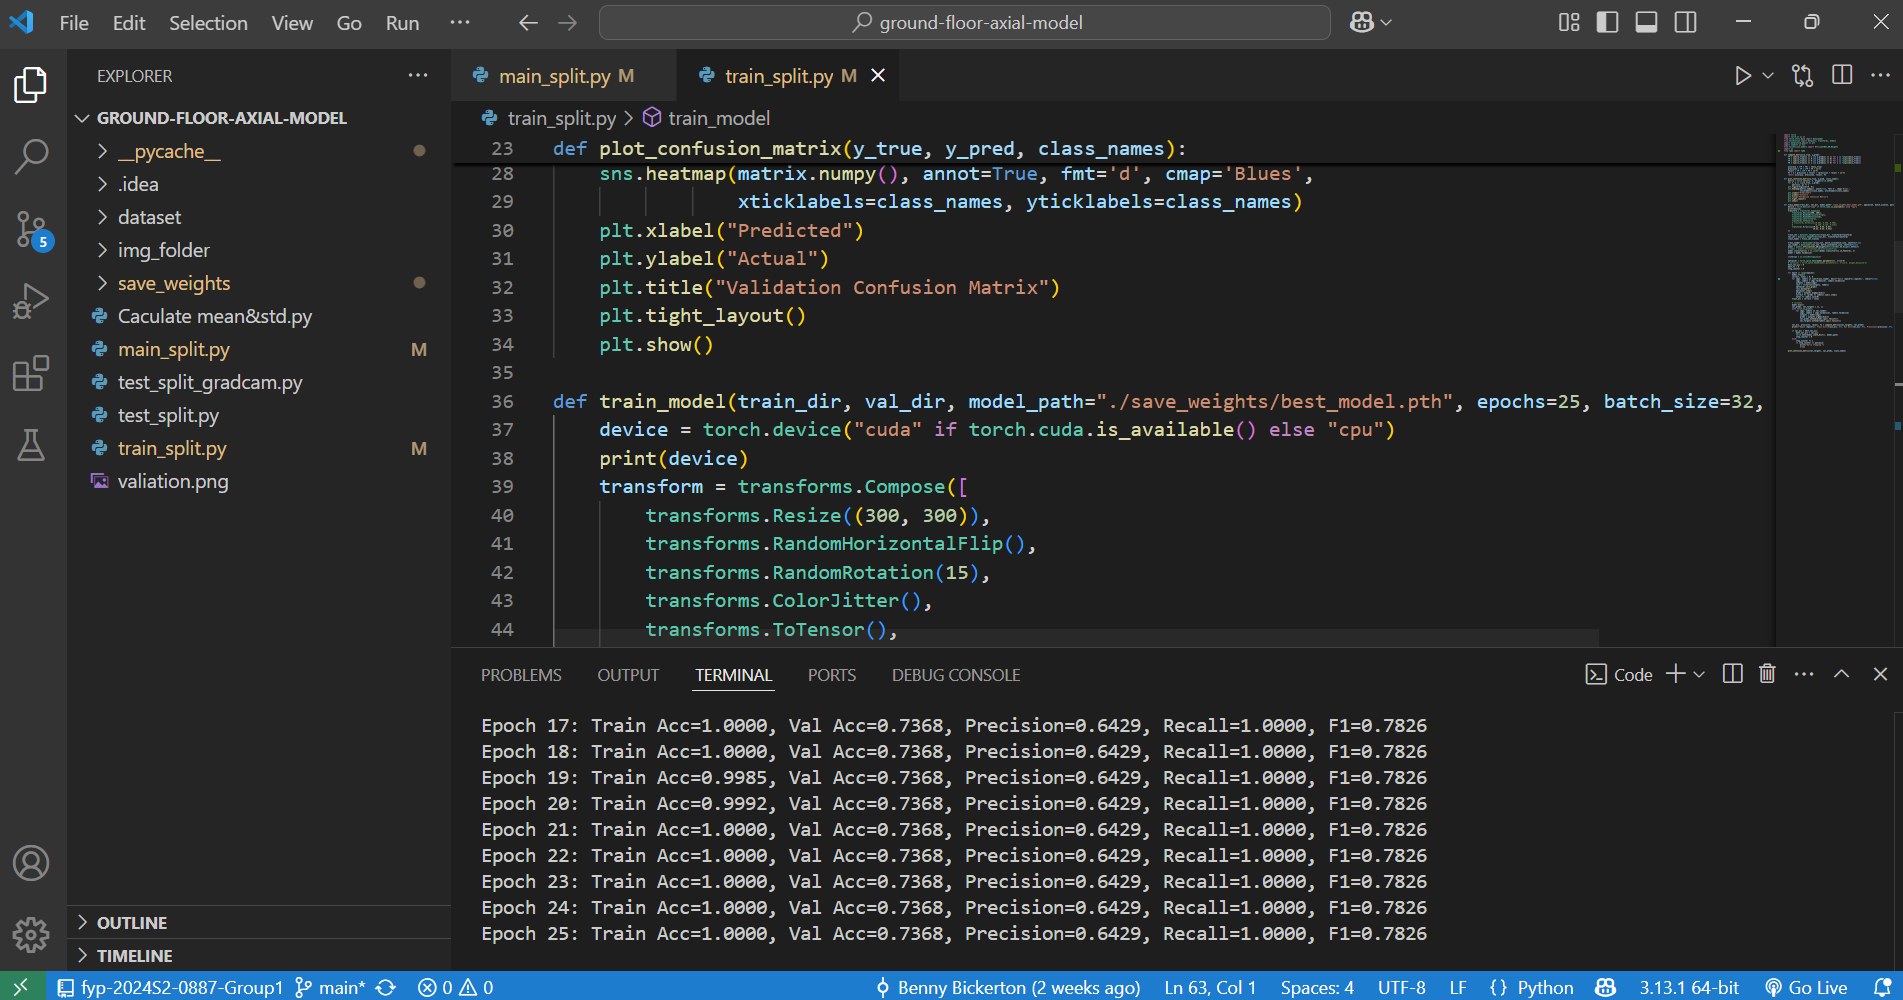 File Edit Selection View Go Run ···
ground-floor-axial-model
EXPLORER
GROUND-FLOOR-AXIAL-MODEL
__pycache__
.idea
dataset
img_folder
save_weights
Caculate mean&std.py
main_split.py M
test_split_gradcam.py
test_split.py
train_split.py M
valiation.png
OUTLINE
TIMELINE
5
main_split.py M
train_split.py M
train_split.py > train_model
23 def plot_confusion_matrix(y_true, y_pred, class_names):
28 sns.heatmap(matrix.numpy(), annot=True, fmt='d', cmap='Blues',
29 xticklabels=class_names, yticklabels=class_names)
30 plt.xlabel("Predicted")
31 plt.ylabel("Actual")
32 plt.title("Validation Confusion Matrix")
33 plt.tight_layout()
34 plt.show()
35
36 def train_model(train_dir, val_dir, model_path="./save_weights/best_model.pth", epochs=25, batch_size=32,
37 device = torch.device("cuda" if torch.cuda.is_available() else "cpu")
38 print(device)
39 transform = transforms.Compose([
40 transforms.Resize((300, 300)),
41 transforms.RandomHorizontalFlip(),
42 transforms.RandomRotation(15),
43 transforms.ColorJitter(),
44 transforms.ToTensor(),
PROBLEMS OUTPUT TERMINAL PORTS DEBUG CONSOLE
Code
Epoch 17: Train Acc=1.0000, Val Acc=0.7368, Precision=0.6429, Recall=1.0000, F1=0.7826
Epoch 18: Train Acc=1.0000, Val Acc=0.7368, Precision=0.6429, Recall=1.0000, F1=0.7826
Epoch 19: Train Acc=0.9985, Val Acc=0.7368, Precision=0.6429, Recall=1.0000, F1=0.7826
Epoch 20: Train Acc=0.9992, Val Acc=0.7368, Precision=0.6429, Recall=1.0000, F1=0.7826
Epoch 21: Train Acc=1.0000, Val Acc=0.7368, Precision=0.6429, Recall=1.0000, F1=0.7826
Epoch 22: Train Acc=1.0000, Val Acc=0.7368, Precision=0.6429, Recall=1.0000, F1=0.7826
Epoch 23: Train Acc=1.0000, Val Acc=0.7368, Precision=0.6429, Recall=1.0000, F1=0.7826
Epoch 24: Train Acc=1.0000, Val Acc=0.7368, Precision=0.6429, Recall=1.0000, F1=0.7826
Epoch 25: Train Acc=1.0000, Val Acc=0.7368, Precision=0.6429, Recall=1.0000, F1=0.7826
fyp-2024S2-0887-Group1 main* 0 0 Benny Bickerton (2 weeks ago) Ln 63, Col 1 Spaces: 4 UTF-8 LF {} Python 3.13.1 64-bit Go Live